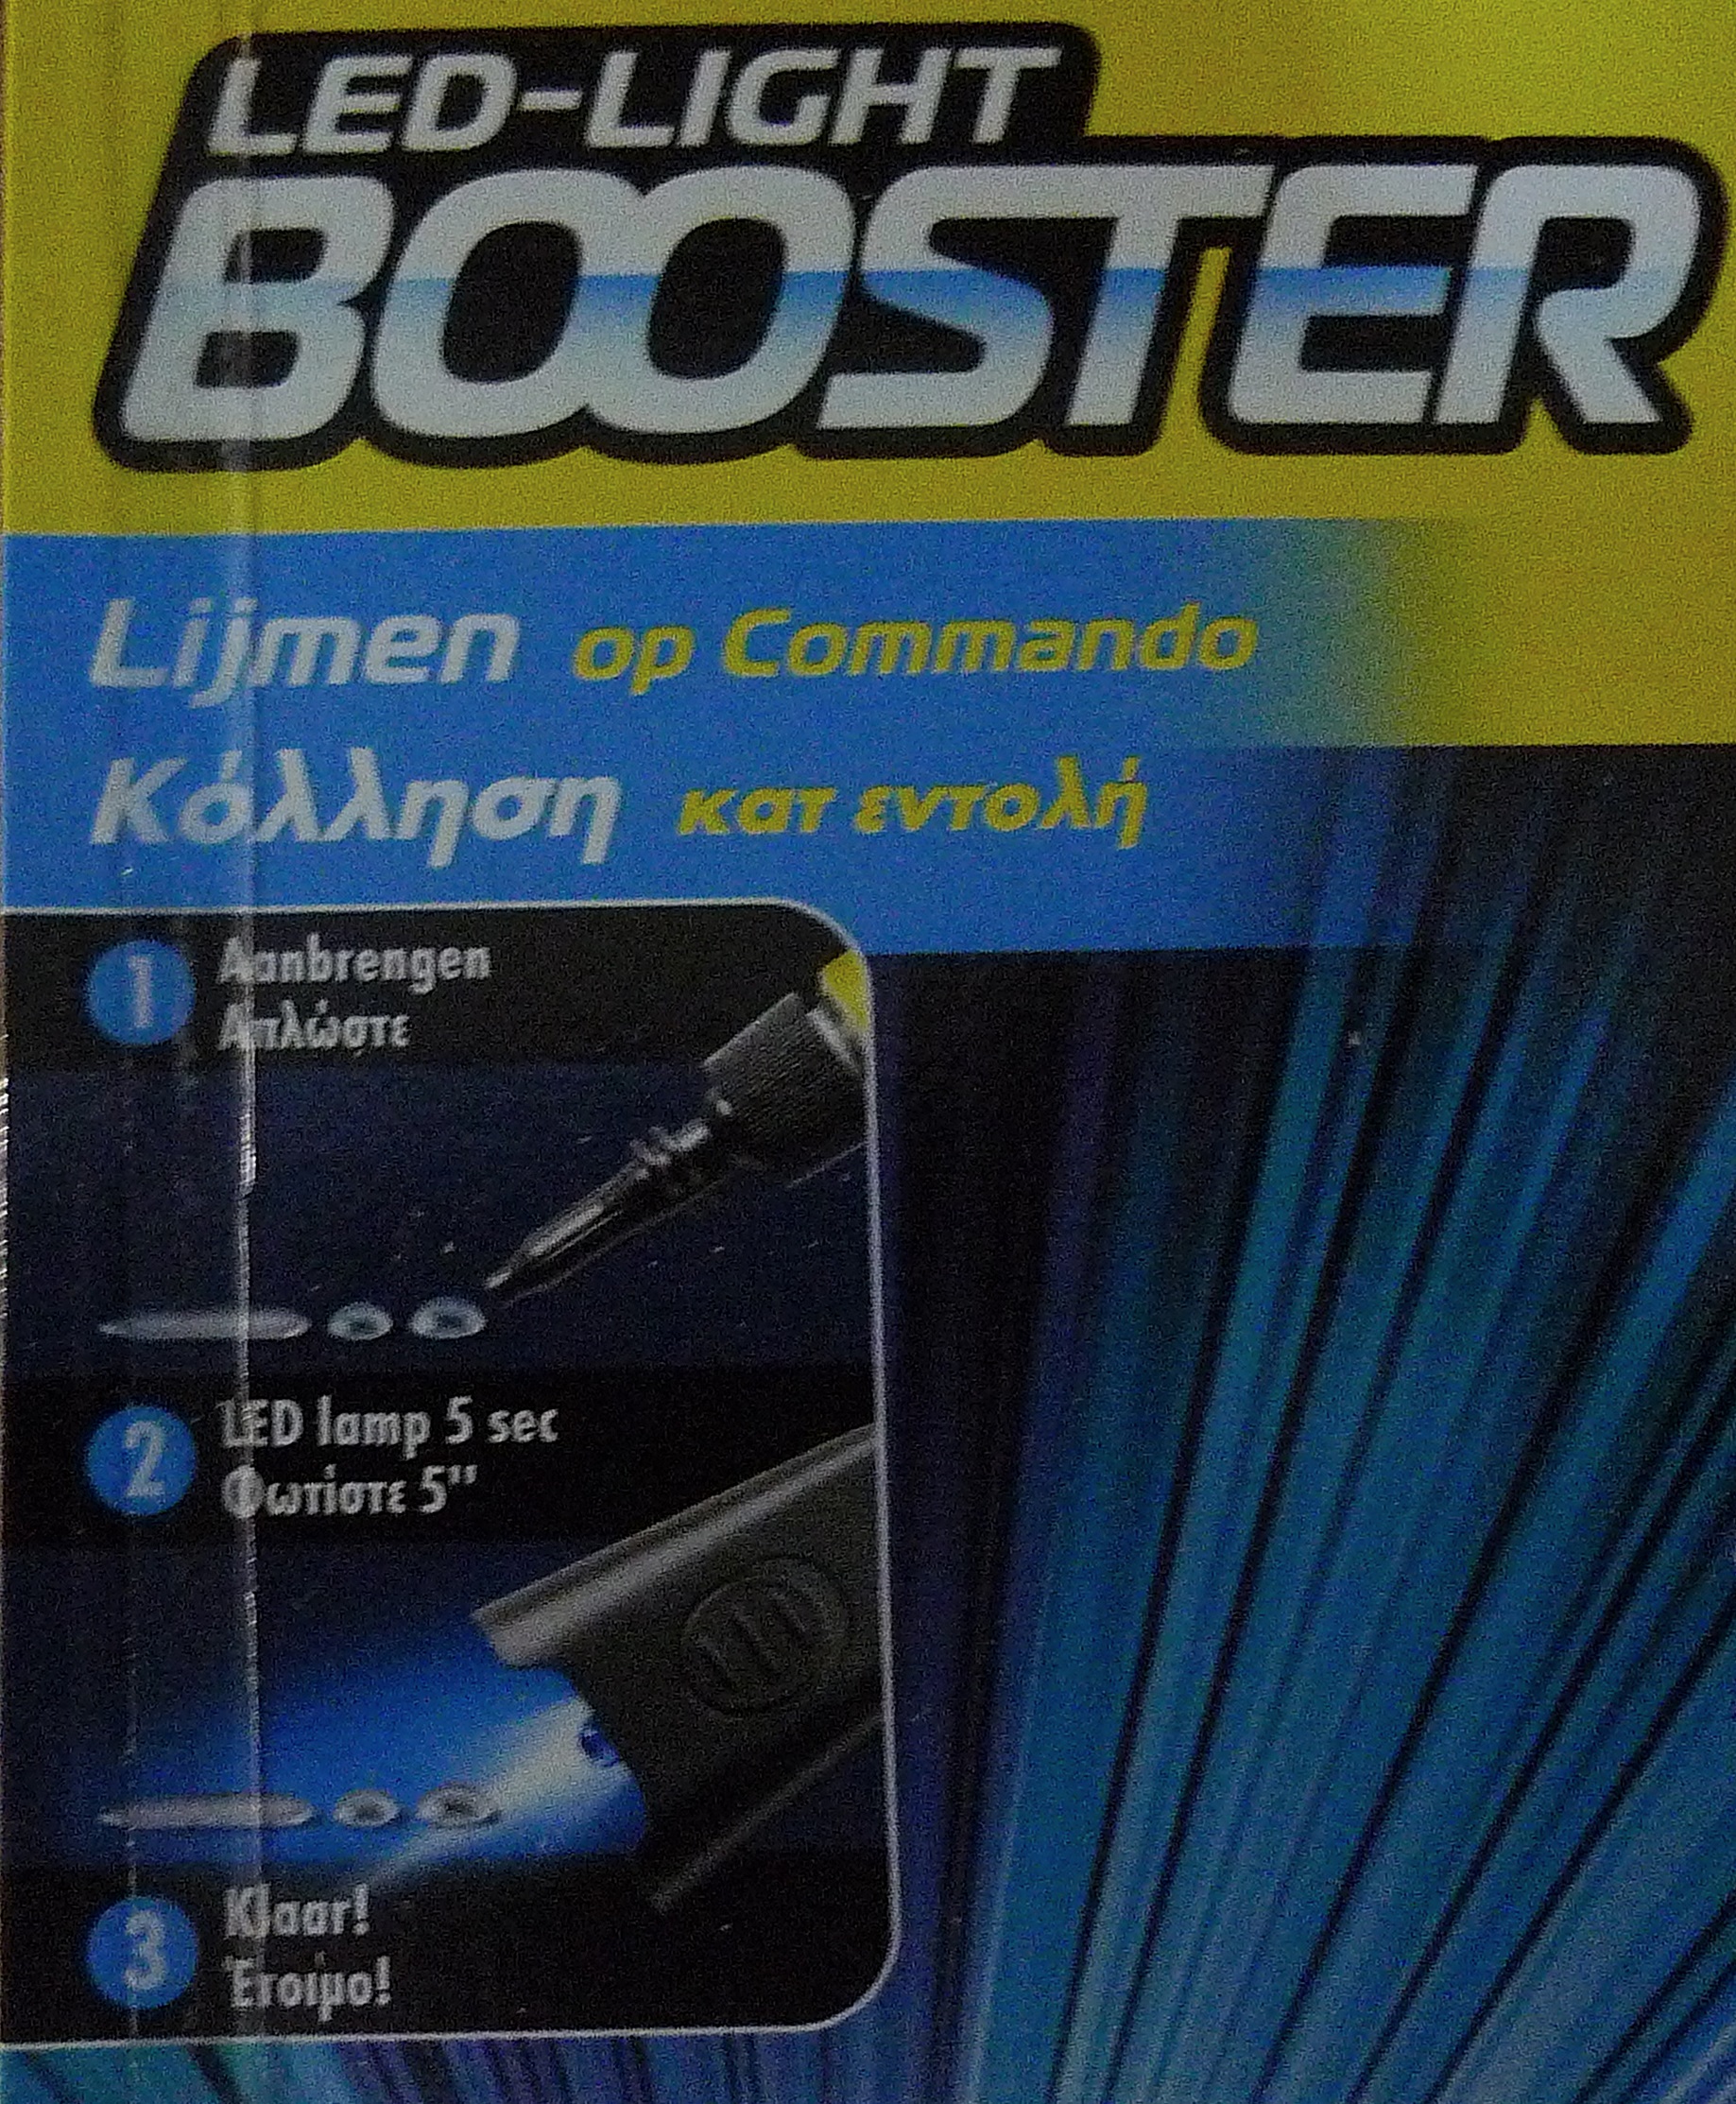 LED-LIGHT
BOOSTER
Lijmen op Commando
Κόλληση κατ εντολή
1 Aanbrengen
Απλώστε
2 LED lamp 5 sec
Φωτίστε 5"
3 Klaar!
Έτοιμο!